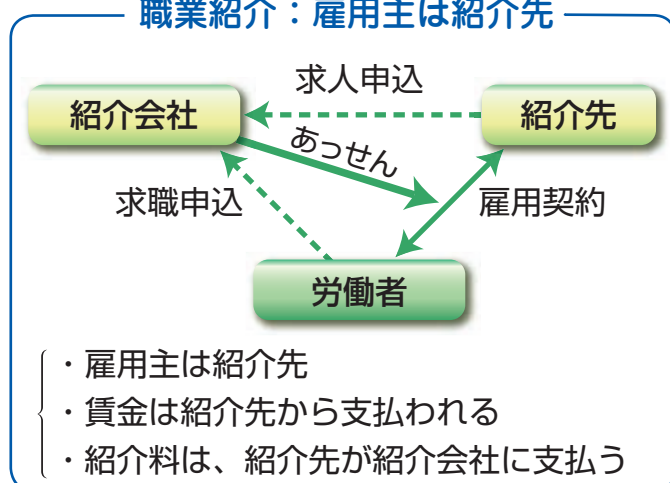 職業紹介：雇用主は紹介先
求人申込
紹介会社
紹介先
あっせん
求職申込
雇用契約
労働者
・雇用主は紹介先
・賃金は紹介先から支払われる
・紹介料は、紹介先が紹介会社に支払う